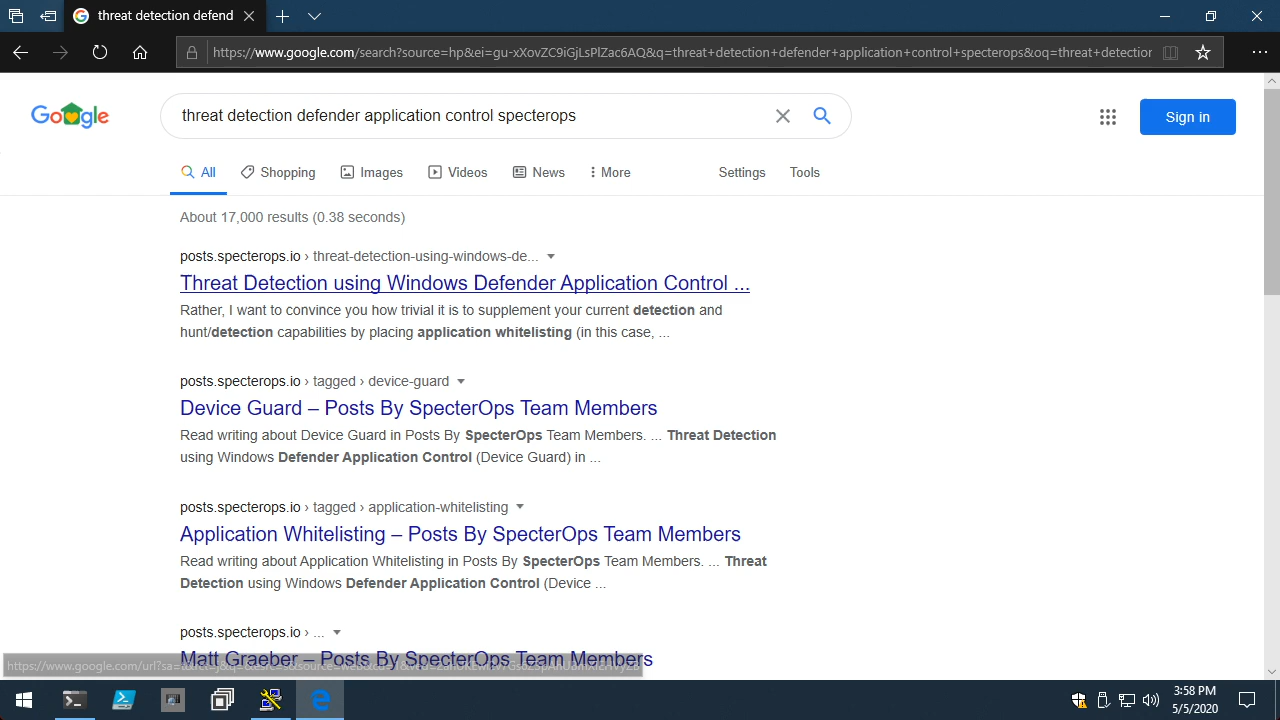 threat detection defend
https://www.google.com/search?source=hp&ei=gu-xXovZC9iGjLsPlZac6AQ&q=threat+detection+defender+application+control+specterops&oq=threat+detection
Google
threat detection defender application control specterops
Sign in
All Shopping Images Videos News More Settings Tools
About 17,000 results (0.38 seconds)
posts.specterops.io › threat-detection-using-windows-de...
Threat Detection using Windows Defender Application Control ...
Rather, I want to convince you how trivial it is to supplement your current detection and
hunt/detection capabilities by placing application whitelisting (in this case, ...
posts.specterops.io › tagged › device-guard
Device Guard – Posts By SpecterOps Team Members
Read writing about Device Guard in Posts By SpecterOps Team Members. ... Threat Detection
using Windows Defender Application Control (Device Guard) in ...
posts.specterops.io › tagged › application-whitelisting
Application Whitelisting – Posts By SpecterOps Team Members
Read writing about Application Whitelisting in Posts By SpecterOps Team Members. ... Threat
Detection using Windows Defender Application Control (Device ...
posts.specterops.io › ...
Matt Graeber – Posts By SpecterOps Team Members
https://www.google.com/url?sa=
3:58 PM
5/5/2020